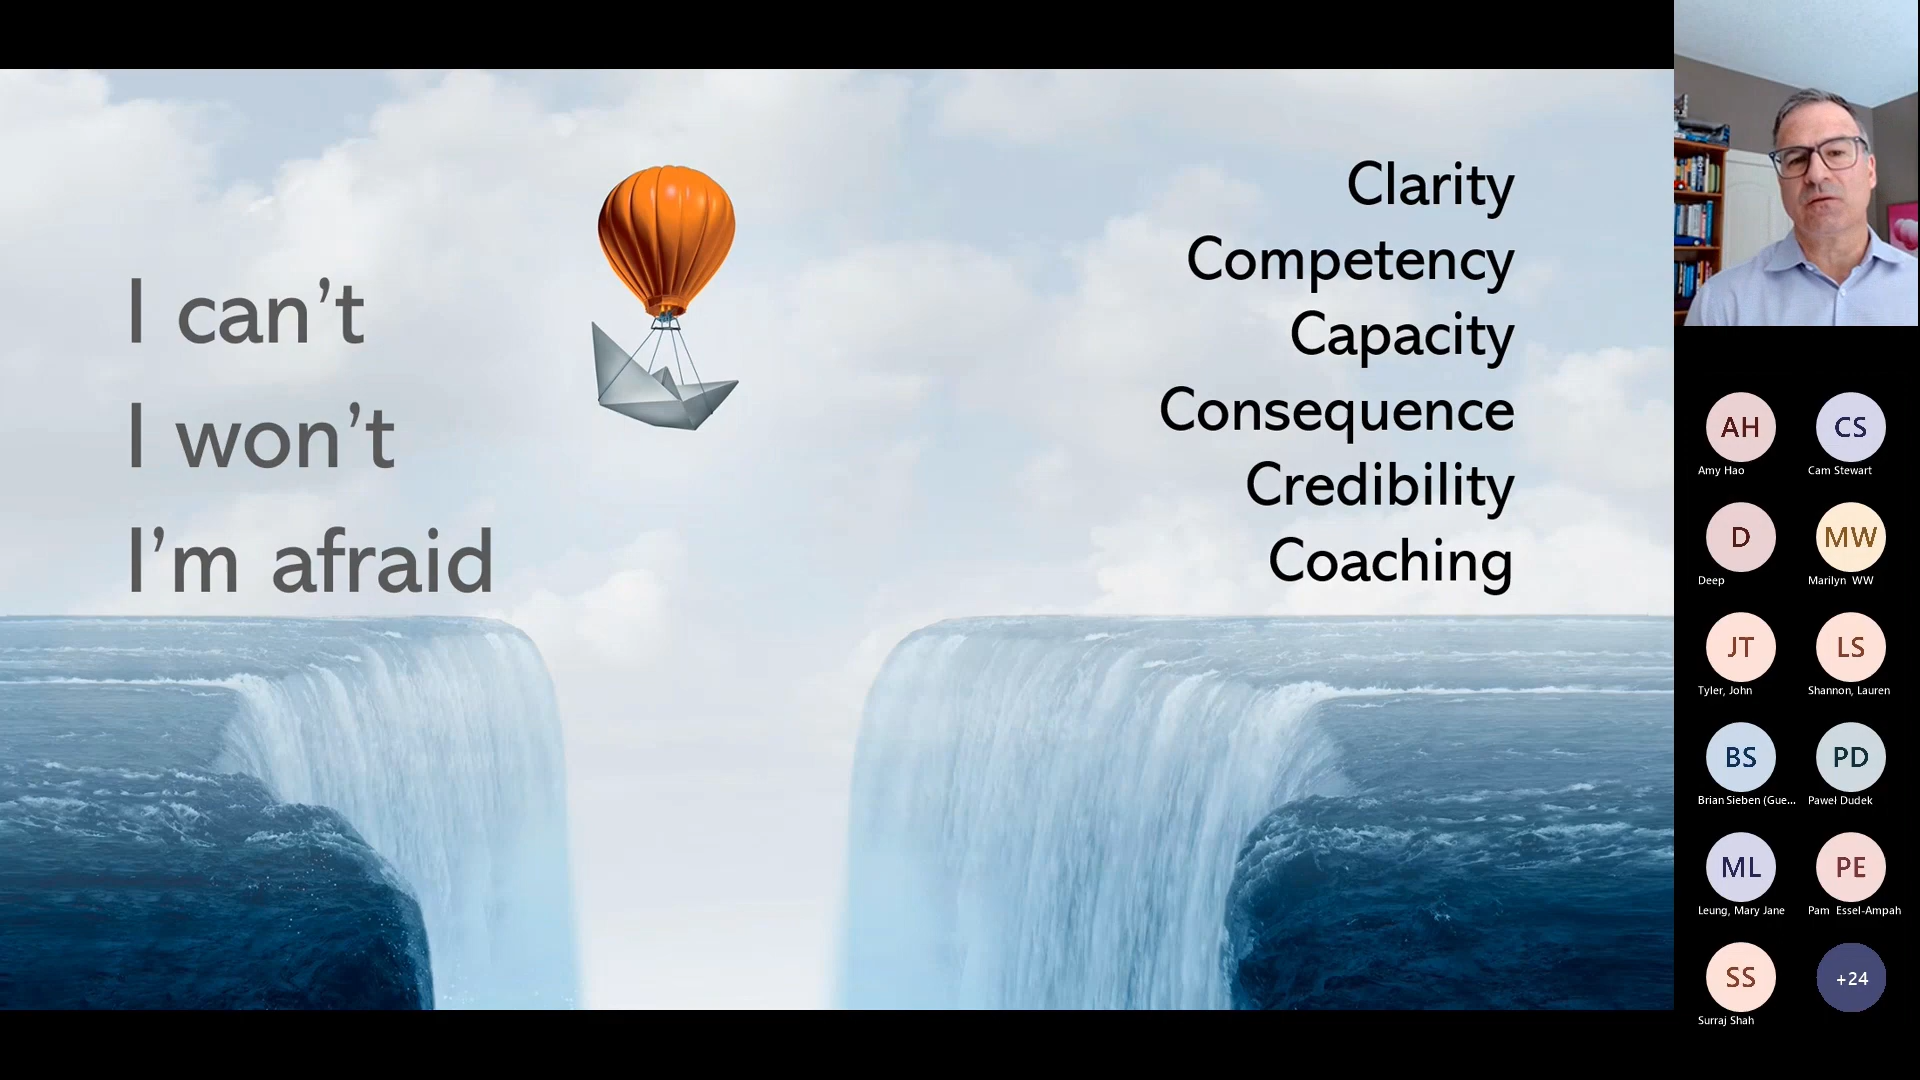 I can’t
I won’t
I’m afraid
Clarity
Competency
Capacity
Consequence
Credibility
Coaching
AH
CS
Amy Hao
Cam Stewart
D
MW
Deep
Marilyn WW
JT
LS
Tyler, John
Shannon, Lauren
BS
PD
Brian Sieben (Gue...
Paweł Dudek
ML
PE
Leung, Mary Jane
Pam Essel-Ampah
SS
+24
Surraj Shah